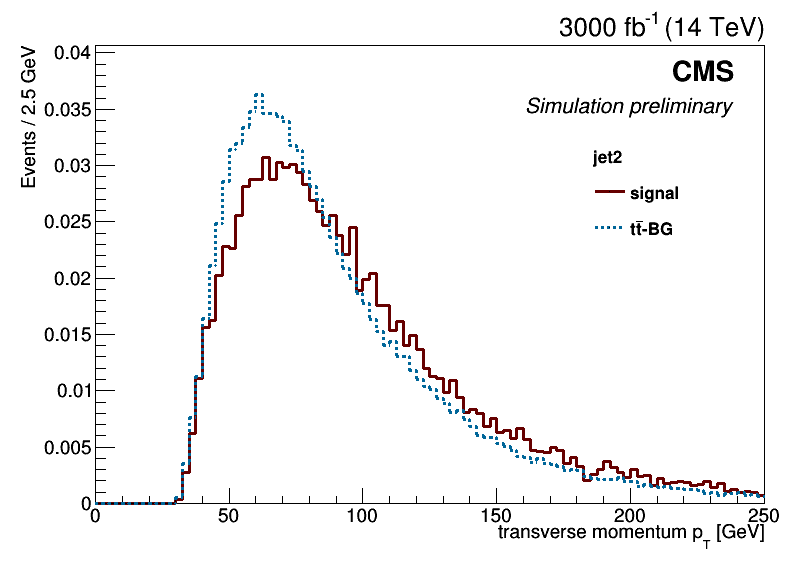 3000 fb⁻¹ (14 TeV)
Events / 2.5 GeV
0.04
0.035
0.03
0.025
0.02
0.015
0.01
0.005
0
CMS
Simulation preliminary
jet2
signal
tt̄-BG
0 50 100 150 200 250
transverse momentum p_T [GeV]